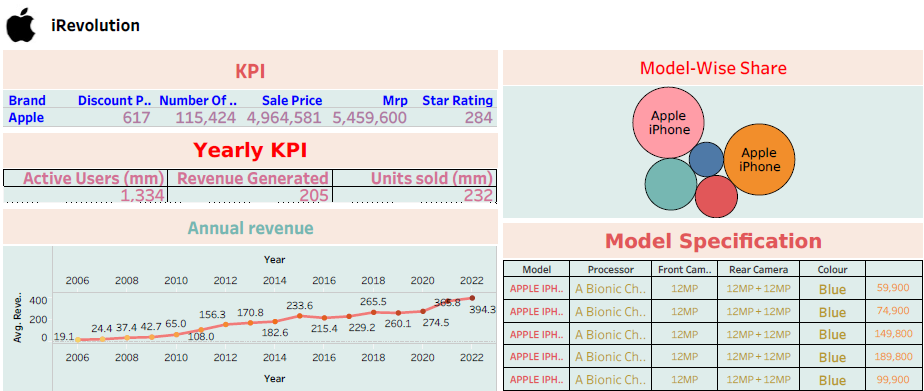 iRevolution
KPI
Brand Discount P.. Number Of .. Sale Price Mrp Star Rating
Apple 617 115,424 4,964,581 5,459,600 284
Yearly KPI
Active Users (mm) Revenue Generated Units sold (mm)
1,334 205 232
Annual revenue
Year
2006 2008 2010 2012 2014 2016 2018 2020 2022
Avg. Reve..
400
200
0
19.1 24.4 37.4 42.7 65.0 108.0 156.3 170.8 182.6 233.6 215.4 229.2 265.5 260.1 274.5 365.8 394.3
2006 2008 2010 2012 2014 2016 2018 2020 2022
Year
Model-Wise Share
Apple
iPhone
Apple
iPhone
Model Specification
Model Processor Front Cam.. Rear Camera Colour
APPLE IPH.. A Bionic Ch.. 12MP 12MP+12MP Blue 59,900
APPLE IPH.. A Bionic Ch.. 12MP 12MP+12MP Blue 74,900
APPLE IPH.. A Bionic Ch.. 12MP 12MP+12MP Blue 149,800
APPLE IPH.. A Bionic Ch.. 12MP 12MP+12MP Blue 189,800
APPLE IPH.. A Bionic Ch.. 12MP 12MP+12MP Blue 99,900